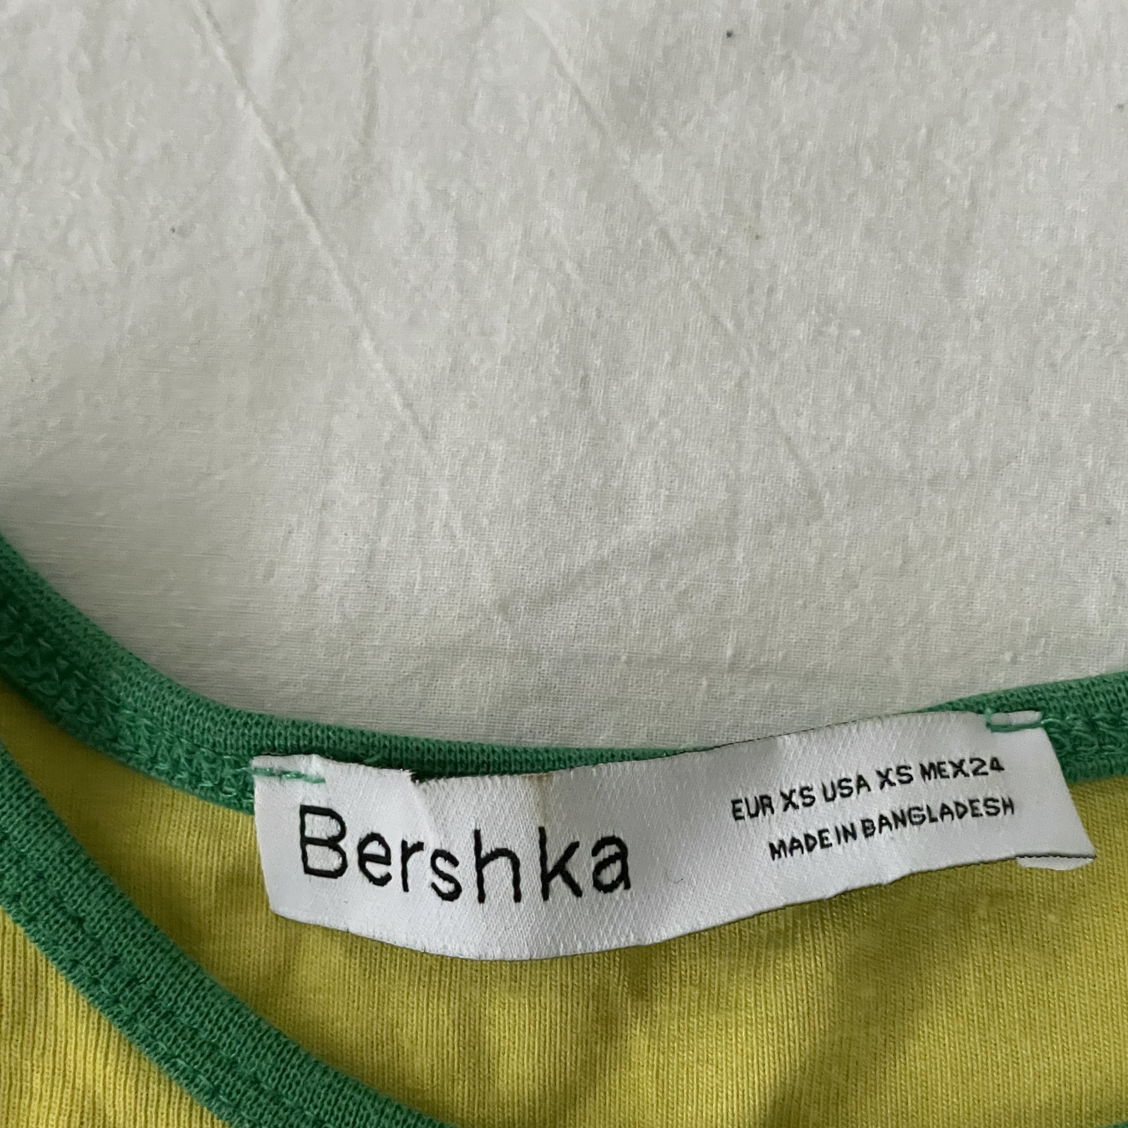 Bershka
EUR XS USA XS MEX24
MADE IN BANGLADESH